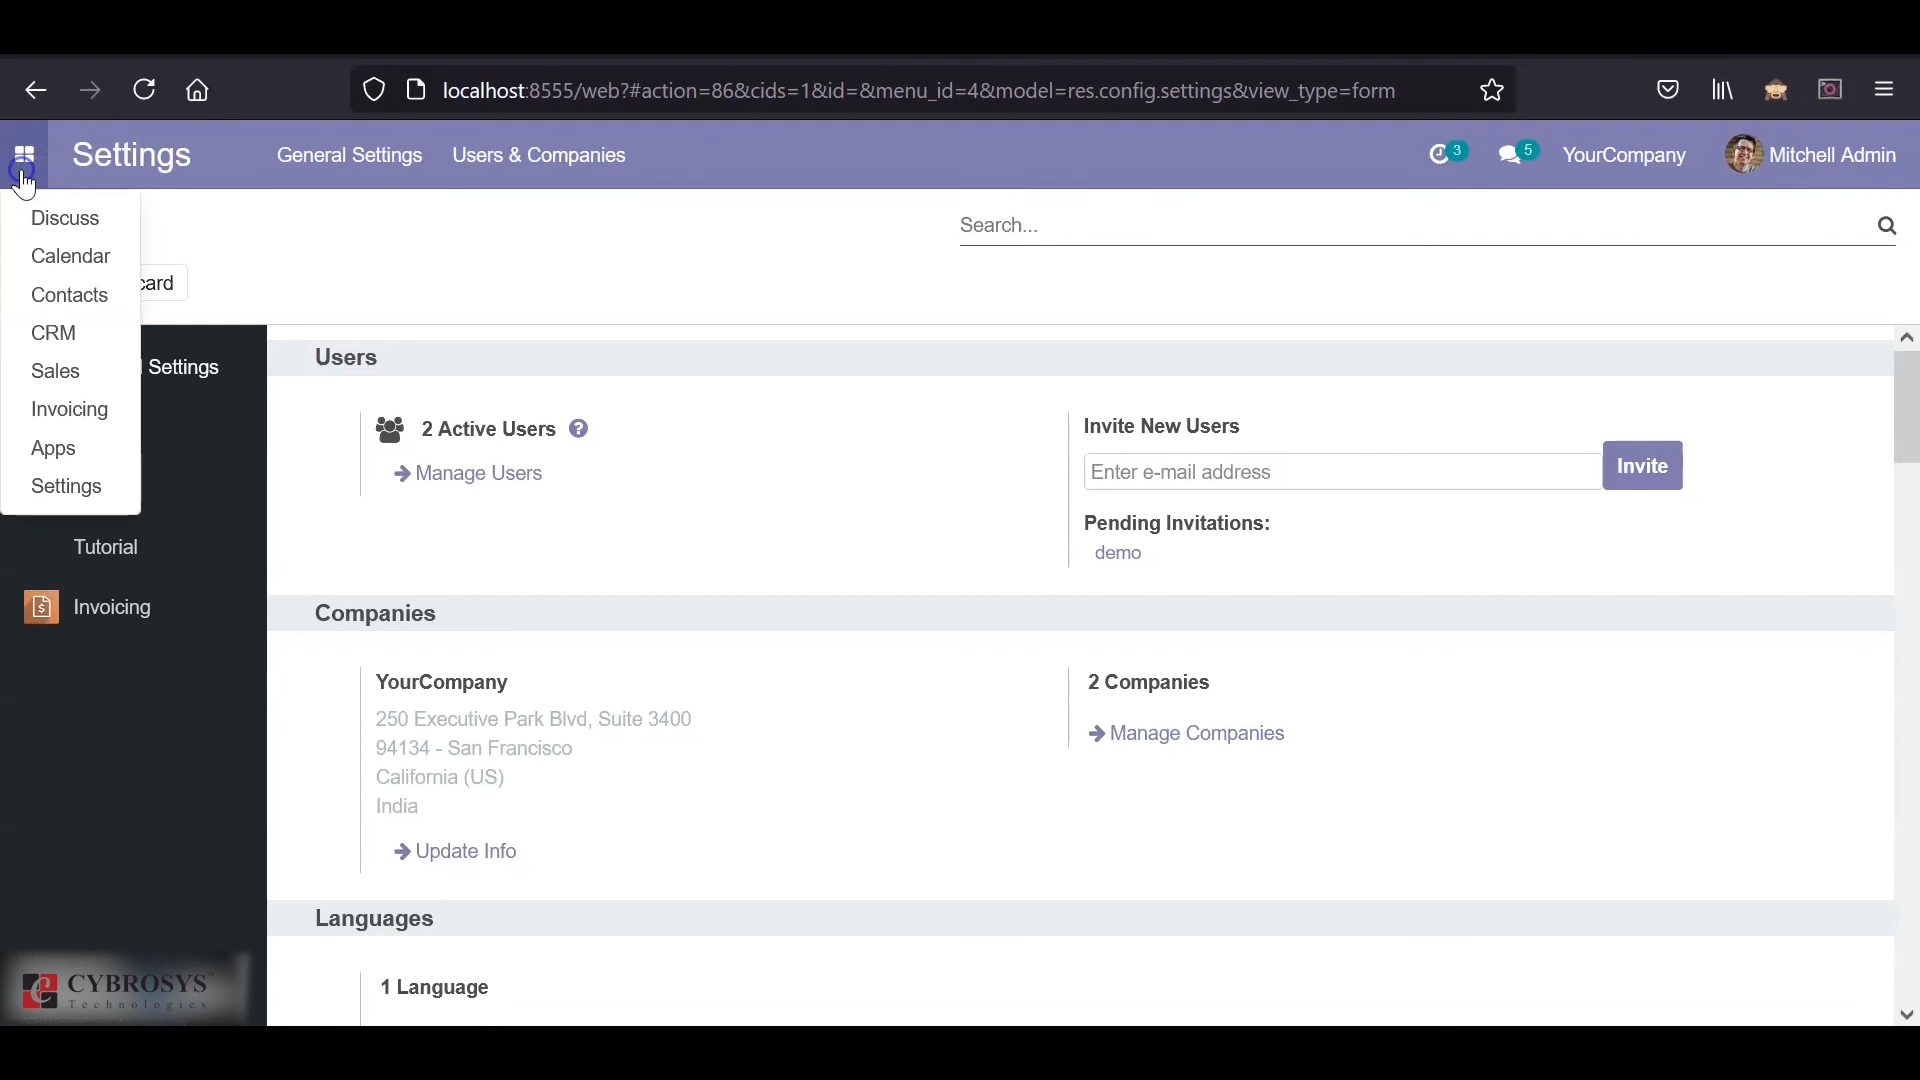 localhost:8555/web?#action=86&cids=1&id=&menu_id=4&model=res.config.settings&view_type=form
Settings
General Settings
Users & Companies
3
5
YourCompany
Mitchell Admin
Discuss
Calendar
Contacts
CRM
Sales
Invoicing
Apps
Settings
Search...
card
Settings
Tutorial
Invoicing
Users
2 Active Users
Manage Users
Invite New Users
Enter e-mail address
Invite
Pending Invitations:
demo
Companies
YourCompany
250 Executive Park Blvd, Suite 3400
94134 - San Francisco
California (US)
India
Update Info
2 Companies
Manage Companies
Languages
1 Language
CYBROSYS
Technologies